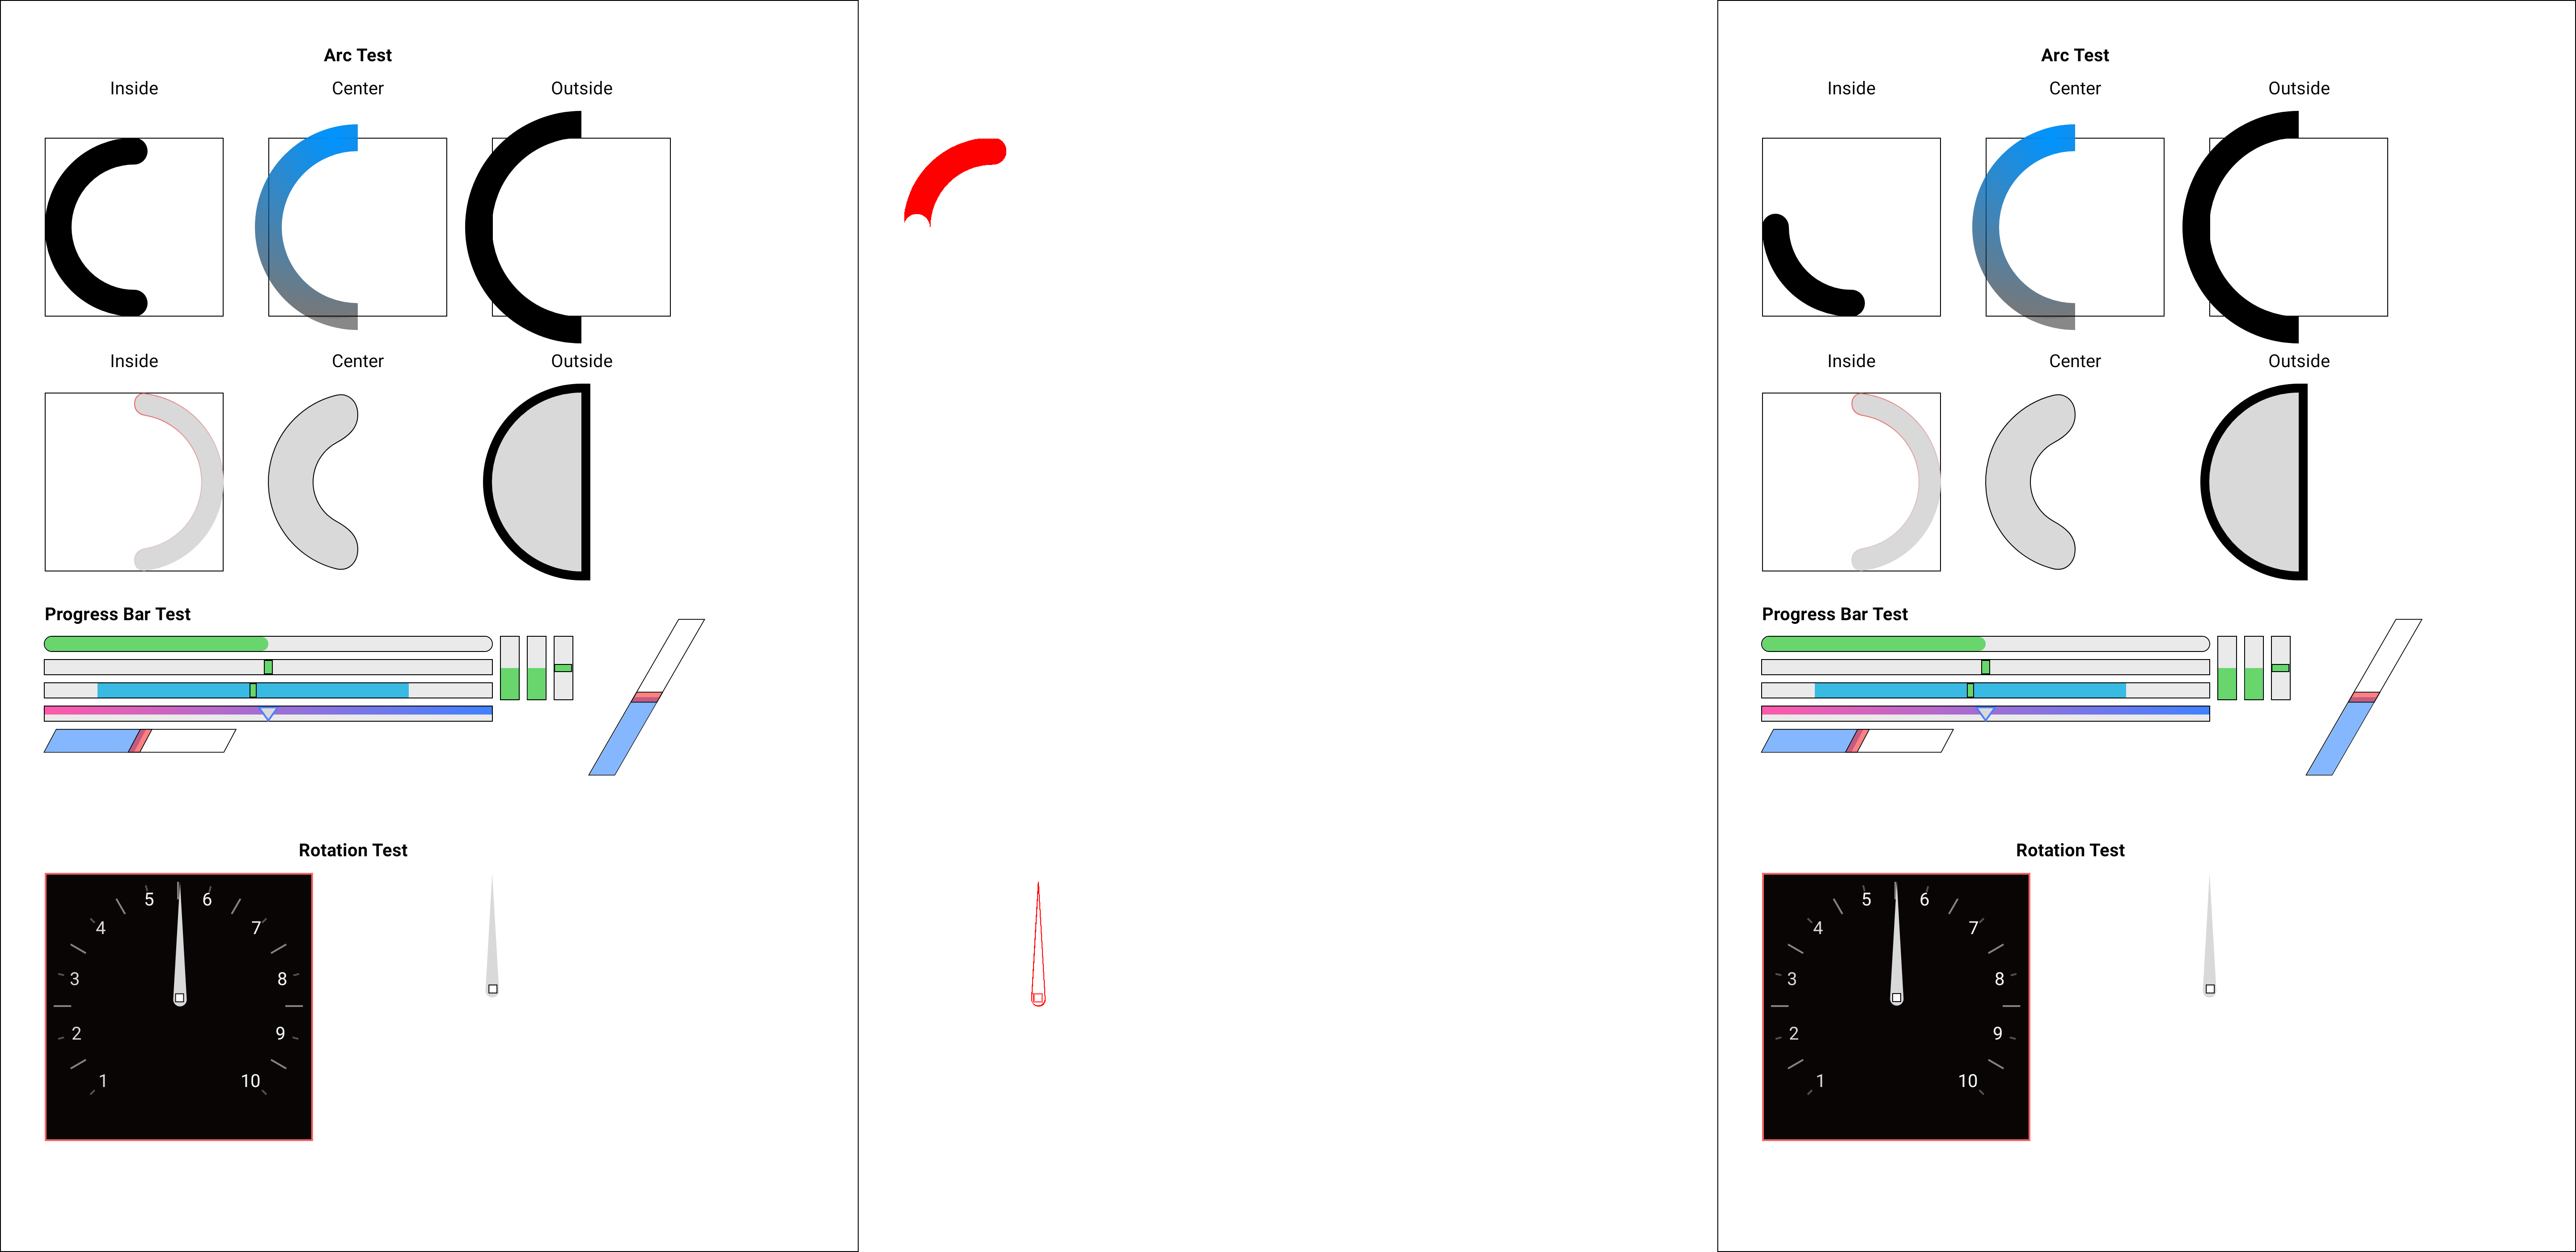 Arc Test
Inside Center Outside
Inside Center Outside
Progress Bar Test
Rotation Test
5 6
4 7
3 8
2 9
1 10
Arc Test
Inside Center Outside
Inside Center Outside
Progress Bar Test
Rotation Test
5 6
4 7
3 8
2 9
1 10